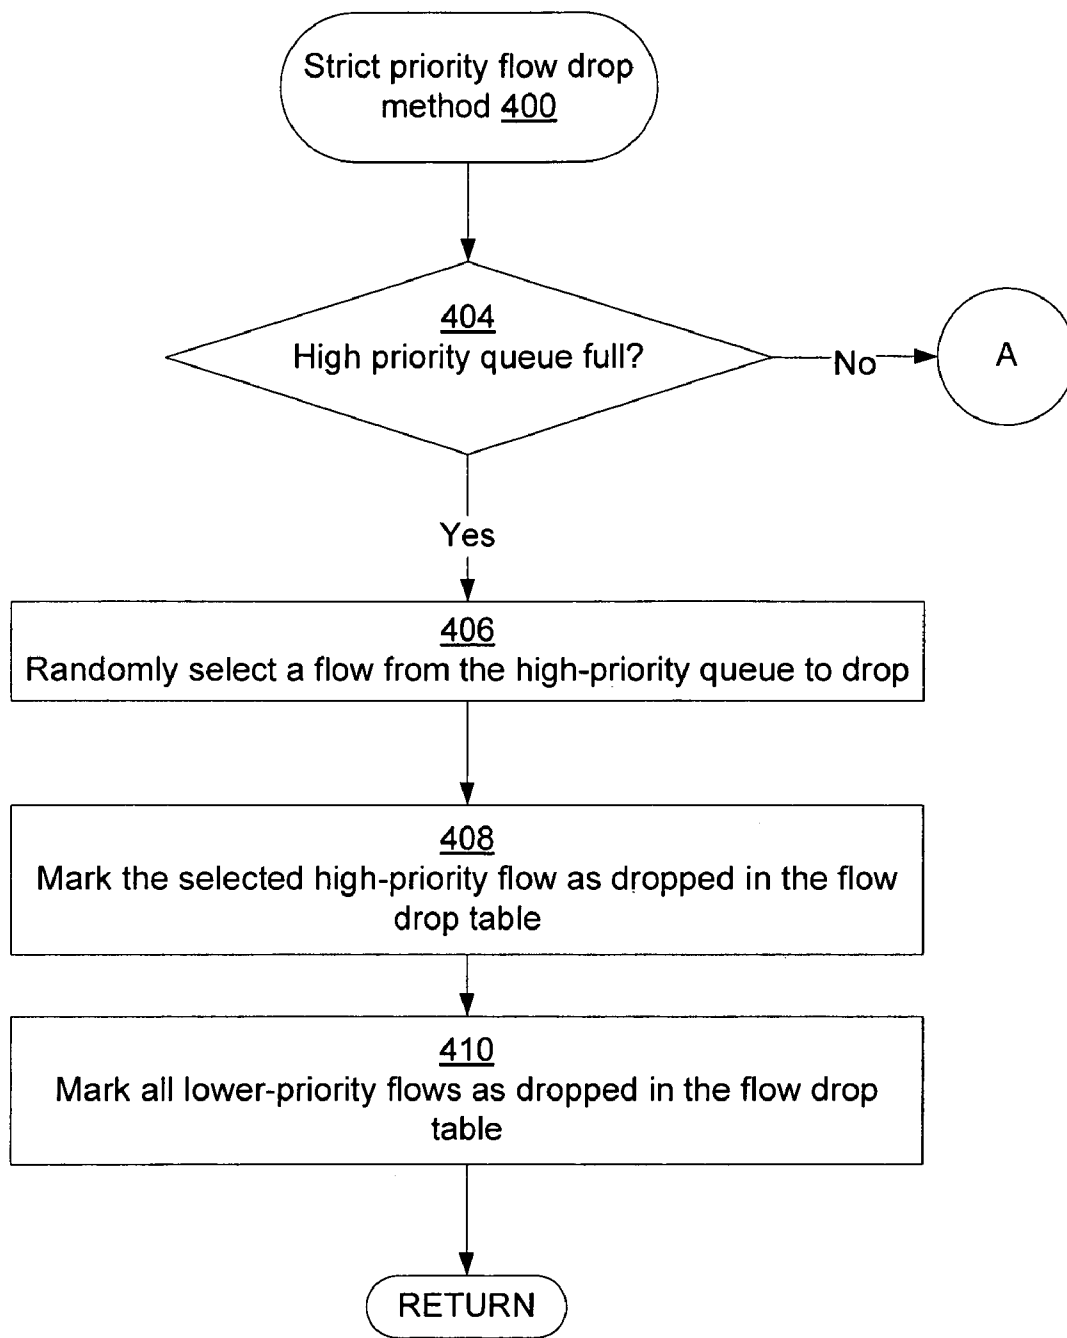 Strict priority flow drop
method 400
404
High priority queue full?
No
A
Yes
406
Randomly select a flow from the high-priority queue to drop
408
Mark the selected high-priority flow as dropped in the flow
drop table
410
Mark all lower-priority flows as dropped in the flow drop
table
RETURN